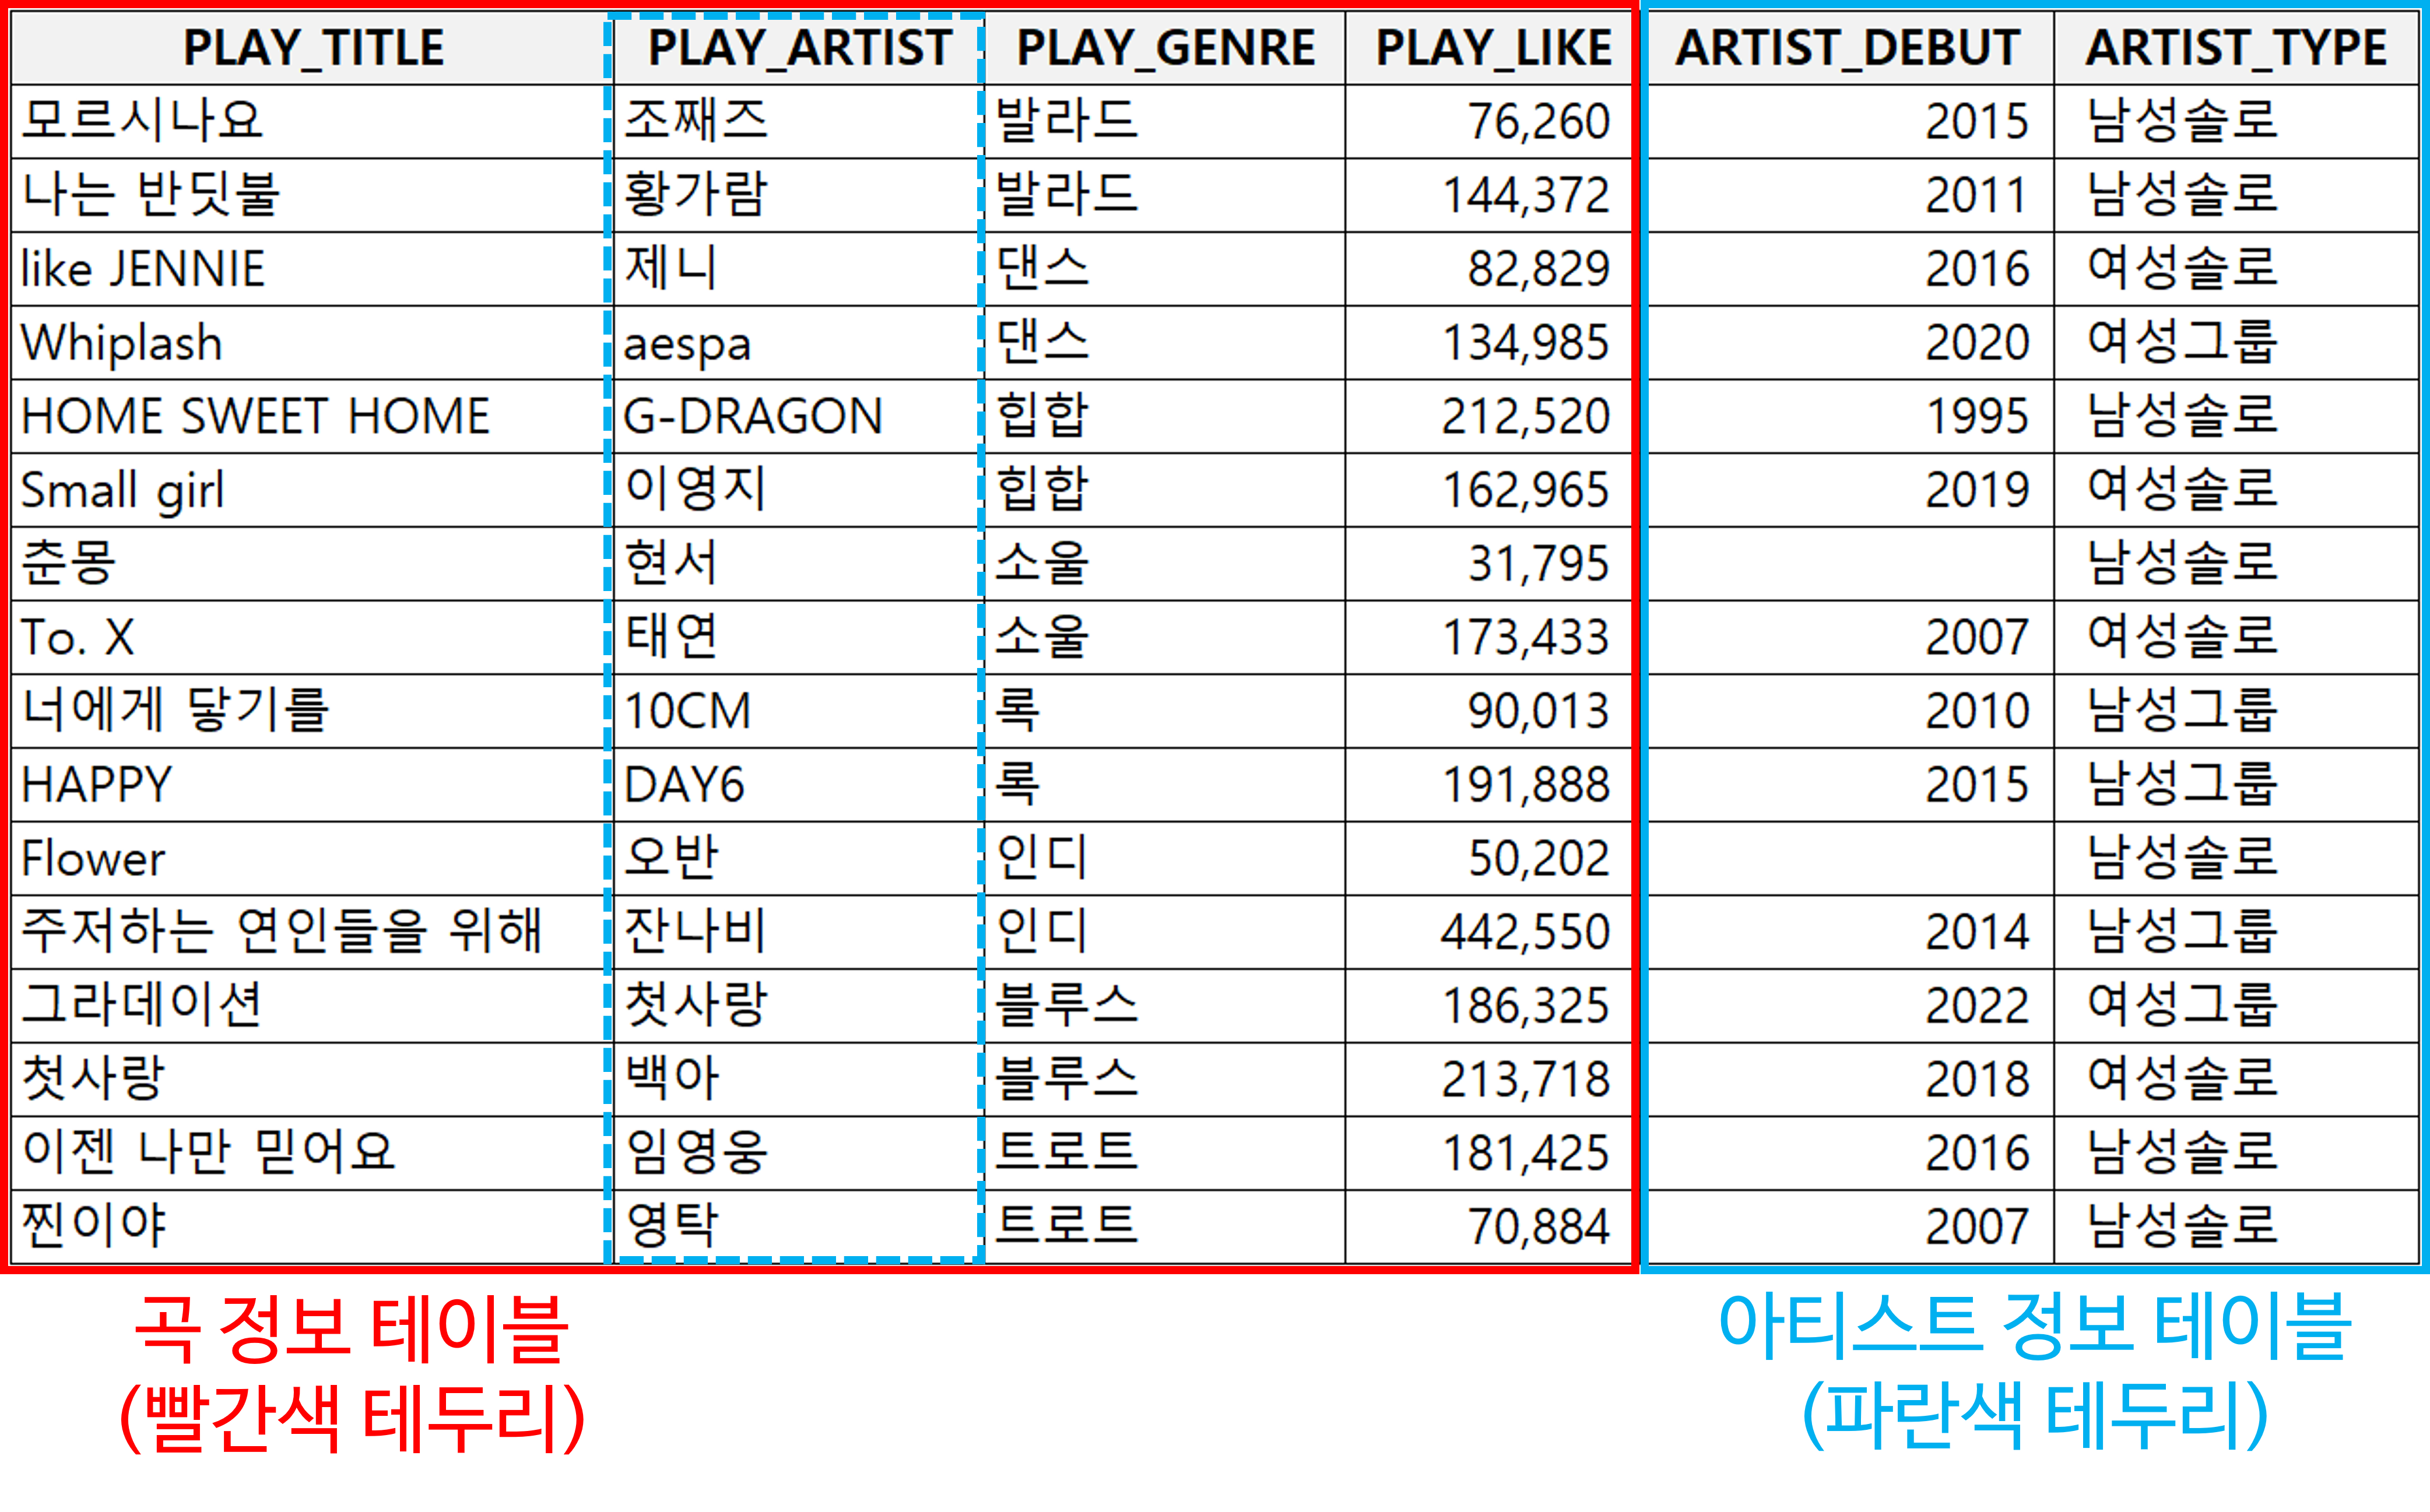 PLAY_TITLE PLAY_ARTIST PLAY_GENRE PLAY_LIKE ARTIST_DEBUT ARTIST_TYPE
모르시나요 조째즈 발라드 76,260 2015 남성솔로
나는 반딧불 황가람 발라드 144,372 2011 남성솔로
like JENNIE 제니 댄스 82,829 2016 여성솔로
Whiplash aespa 댄스 134,985 2020 여성그룹
HOME SWEET HOME G-DRAGON 힙합 212,520 1995 남성솔로
Small girl 이영지 힙합 162,965 2019 여성솔로
춘몽 현서 소울 31,795 남성솔로
To. X 태연 소울 173,433 2007 여성솔로
너에게 닿기를 10CM 록 90,013 2010 남성그룹
HAPPY DAY6 록 191,888 2015 남성그룹
Flower 오반 인디 50,202 남성솔로
주저하는 연인들을 위해 잔나비 인디 442,550 2014 남성그룹
그라데이션 첫사랑 블루스 186,325 2022 여성그룹
첫사랑 백아 블루스 213,718 2018 여성솔로
이젠 나만 믿어요 임영웅 트로트 181,425 2016 남성솔로
찐이야 영탁 트로트 70,884 2007 남성솔로
곡 정보 테이블 아티스트 정보 테이블
(빨간색 테두리) (파란색 테두리)